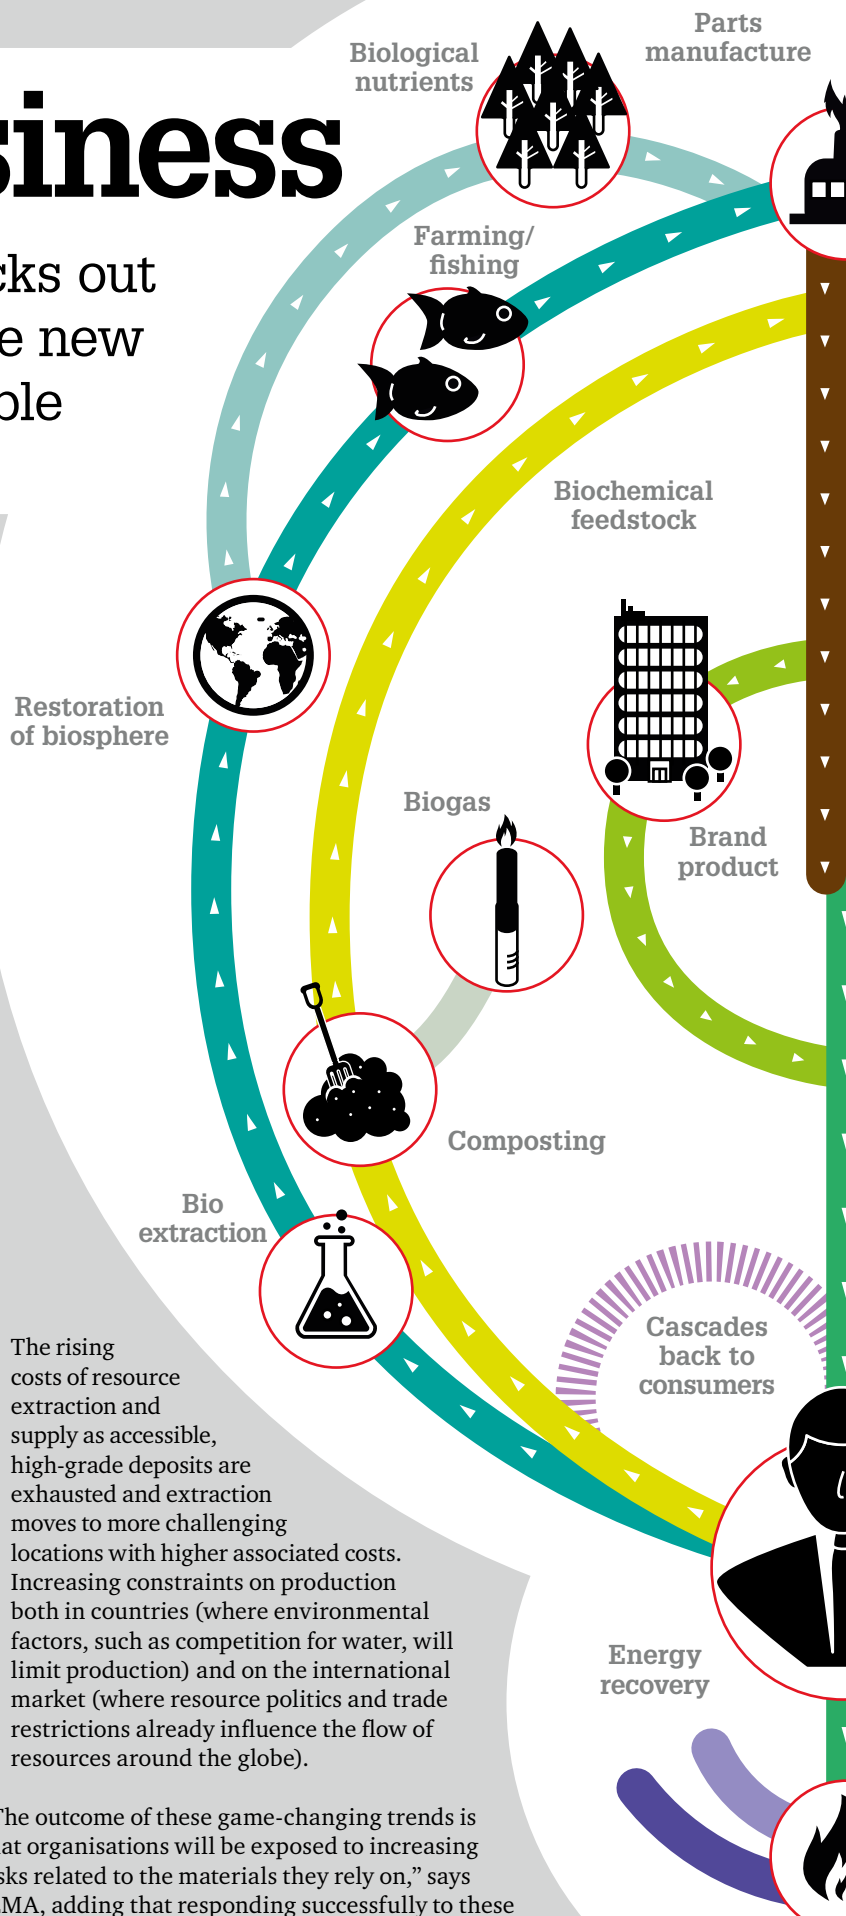 Parts
manufacture
Biological
nutrients
siness
cks out
e new
ble
Farming/
fishing
Biochemical
feedstock
Restoration
of biosphere
Biogas
Brand
product
Composting
Bio
extraction
Cascades
back to
consumers
Energy
recovery
The rising
costs of resource
extraction and
supply as accessible,
high-grade deposits are
exhausted and extraction
moves to more challenging
locations with higher associated costs.
Increasing constraints on production
both in countries (where environmental
factors, such as competition for water, will
limit production) and on the international
market (where resource politics and trade
restrictions already influence the flow of
resources around the globe).
The outcome of these game-changing trends is
at organisations will be exposed to increasing
sks related to the materials they rely on,” says
MA, adding that responding successfully to these